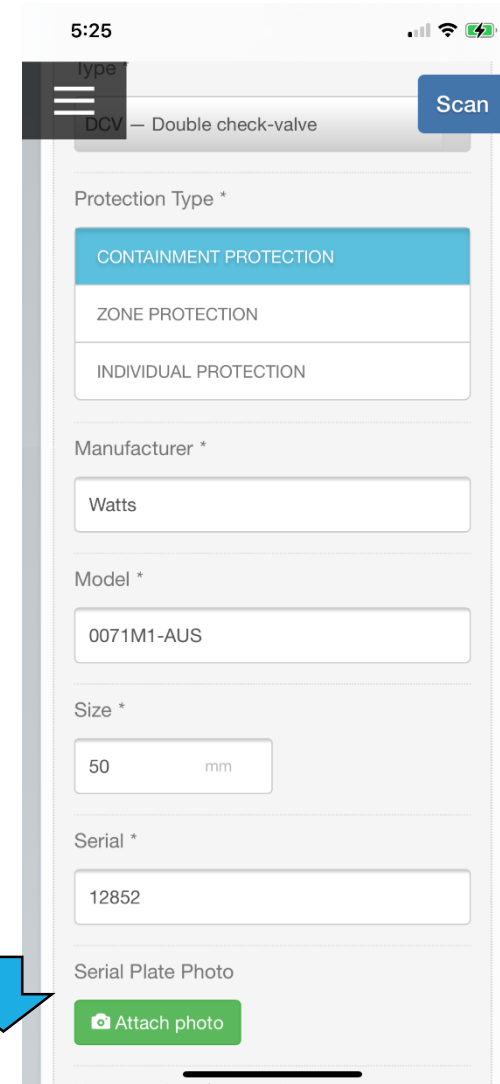 5:25
Type *
Scan
DCV — Double check-valve
Protection Type *
CONTAINMENT PROTECTION
ZONE PROTECTION
INDIVIDUAL PROTECTION
Manufacturer *
Watts
Model *
0071M1-AUS
Size *
50 mm
Serial *
12852
Serial Plate Photo
Attach photo